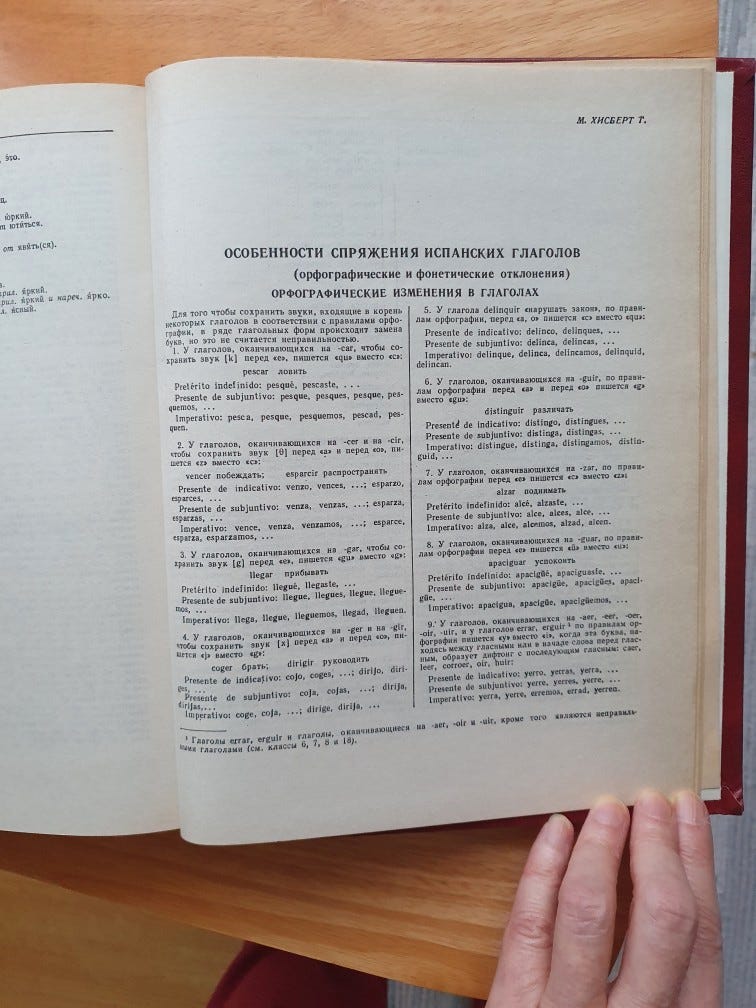 это.
ц.
юркий.
от ютиться.
от явить(ся).
прил. яркий.
прил. яркий и нареч. ярко.
л. ясный.
М. ХИСБЕРТ Т.
ОСОБЕННОСТИ СПРЯЖЕНИЯ ИСПАНСКИХ ГЛАГОЛОВ
(орфографические и фонетические отклонения)
ОРФОГРАФИЧЕСКИЕ ИЗМЕНЕНИЯ В ГЛАГОЛАХ
Для того чтобы сохранить звуки, входящие в корень
некоторых глаголов в соответствии с правилами орфо-
графии, в ряде глагольных форм происходит замена
букв, но это не считается неправильностью.
1. У глаголов, оканчивающихся на -car, чтобы со-
хранить звук [k] перед «e», пишется «qu» вместо «c»:
pescar ловить
Pretérito indefinido: pesqué, pescaste, . . .
Presente de subjuntivo: pesque, pesques, pesque, pes-
quemos, ...
Imperativo: pesca, pesque, pesquemos, pescad, pes-
quen.
2. У глаголов, оканчивающихся на -cer и на -cir,
чтобы сохранить звук [θ] перед «a» и перед «o», пи-
шется «z» вместо «c»:
vencer побеждать; esparcir распространять
Presente de indicativo: venzo, vences, ...; esparzo,
esparces, ...
Presente de subjuntivo: venza, venzas, ...; esparza,
esparzas, ...
Imperativo: vence, venza, venzamos, ...; esparce,
esparza, esparzamos, ...
3. У глаголов, оканчивающихся на -gar, чтобы со-
хранить звук [g] перед «e», пишется «gu» вместо «g»:
llegar прибывать
Pretérito indefinido: llegué, llegaste, ...
Presente de subjuntivo: llegue, llegues, llegue, llegue-
mos, ...
Imperativo: llega, llegue, lleguemos, llegad, lleguen.
4. У глаголов, оканчивающихся на -ger и на -gir,
чтобы сохранить звук [x] перед «a» и перед «o», пи-
шется «j» вместо «g»:
coger брать; dirigir руководить
Presente de indicativo: cojo, coges, ...; dirijo, diri-
ges, ...
Presente de subjuntivo: coja, cojas, ...; dirija,
dirijas,...
Imperativo: coge, coja, ...; dirige, dirija, ...
5. У глагола delinquir «нарушать закон», по прави-
лам орфографии, перед «a, o» пишется «c» вместо «qu»:
Presente de indicativo: delinco, delinques, ...
Presente de subjuntivo: delinca, delincas, ...
Imperativo: delinque, delinca, delincamos, delinquid,
delincan.
6. У глаголов, оканчивающихся на -guir, по прави-
лам орфографии перед «a» и перед «o» пишется «g»
вместо «gu»:
distinguir различать
Presente de indicativo: distingo, distingues, ...
Presente de subjuntivo: distinga, distingas, ...
Imperativo: distingue, distinga, distingamos, distin-
guid, ...
7. У глаголов, оканчивающихся на -zar, по прави-
лам орфографии перед «e» пишется «c» вместо «z»:
alzar поднимать
Pretérito indefinido: alcé, alzaste, ...
Presente de subjuntivo: alce, alces, alce, ...
Imperativo: alza, alce, alcemos, alzad, alcen.
8. У глаголов, оканчивающихся на -guar, по прави-
лам орфографии перед «e» пишется «ü» вместо «u»:
apaciguar успокоить
Pretérito indefinido: apacigüé, apaciguaste, ...
Presente de subjuntivo: apacigüe, apacigües, apaci-
güe, ...
Imperativo: apacigua, apacigüe, apacigüemos, ...
9. У глаголов, оканчивающихся на -aer, -eer, -oer,
-oir, -uir, и у глаголов errar, erguir ¹ по правилам ор-
фографии пишется «y» вместо «i», когда эта буква, на-
ходясь между гласными или в начале слова перед глас-
ным, образует дифтонг с последующим гласным: caer,
leer, corroer, oir, huir:
Presente de indicativo: yerro, yerras, yerra, ...
Presente de subjuntivo: yerre, yerres, yerre, ...
Imperativo: yerra, yerre, erremos, errad, yerren.
¹ Глаголы errar, erguir и глаголы, оканчивающиеся на -aer, -oir и -uir, кроме того являются неправиль-
ными глаголами (см. классы 6, 7, 8 и 18).